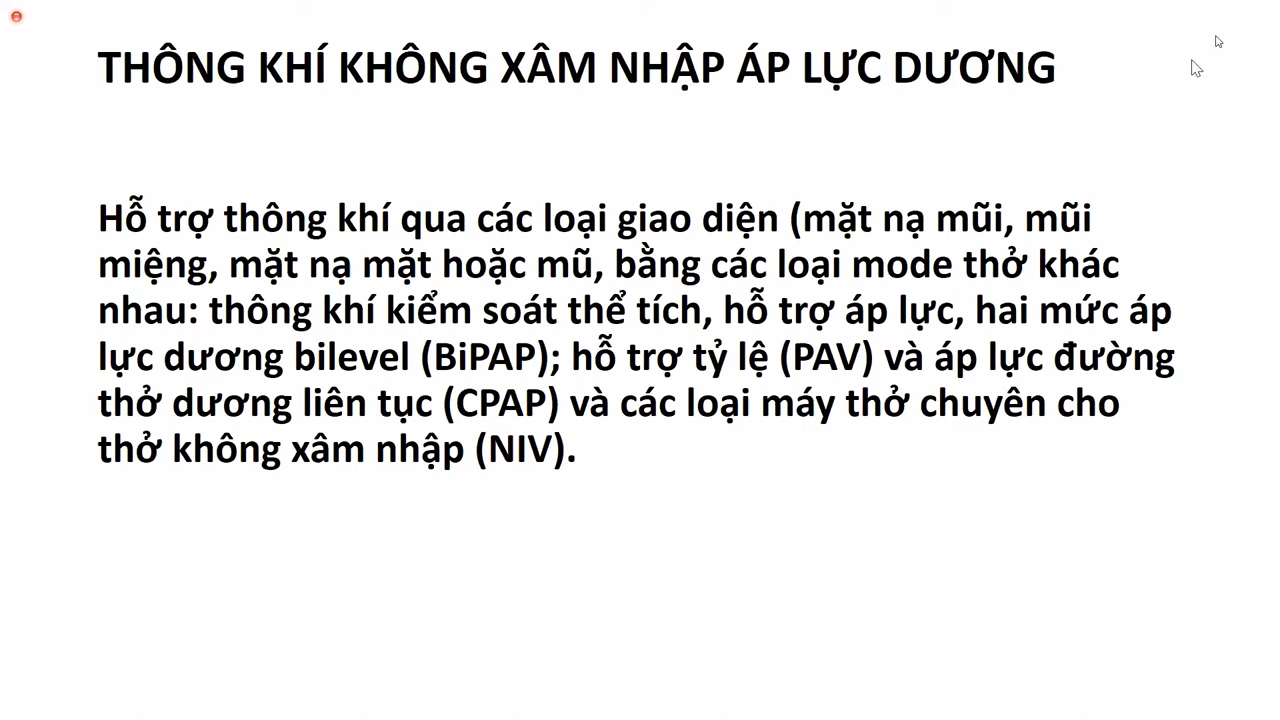 THÔNG KHÍ KHÔNG XÂM NHẬP ÁP LỰC DƯƠNG
Hỗ trợ thông khí qua các loại giao diện (mặt nạ mũi, mũi
miệng, mặt nạ mặt hoặc mũ, bằng các loại mode thở khác
nhau: thông khí kiểm soát thể tích, hỗ trợ áp lực, hai mức áp
lực dương bilevel (BiPAP); hỗ trợ tỷ lệ (PAV) và áp lực đường
thở dương liên tục (CPAP) và các loại máy thở chuyên cho
thở không xâm nhập (NIV).